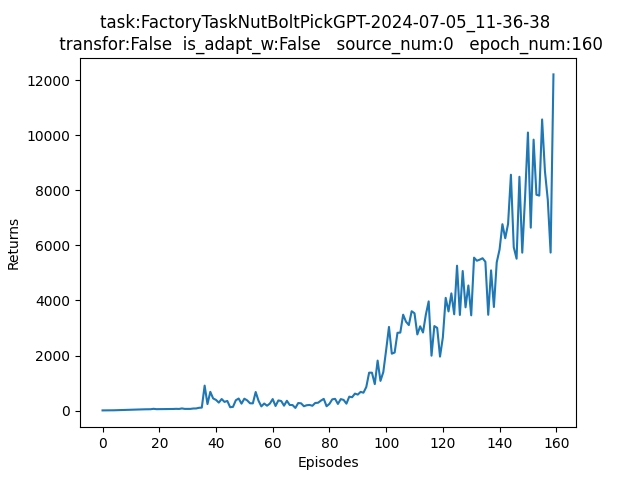 task:FactoryTaskNutBoltPickGPT-2024-07-05_11-36-38
transfor:False is_adapt_w:False source_num:0 epoch_num:160
12000
10000
8000
6000
4000
2000
0
Returns
0 20 40 60 80 100 120 140 160
Episodes